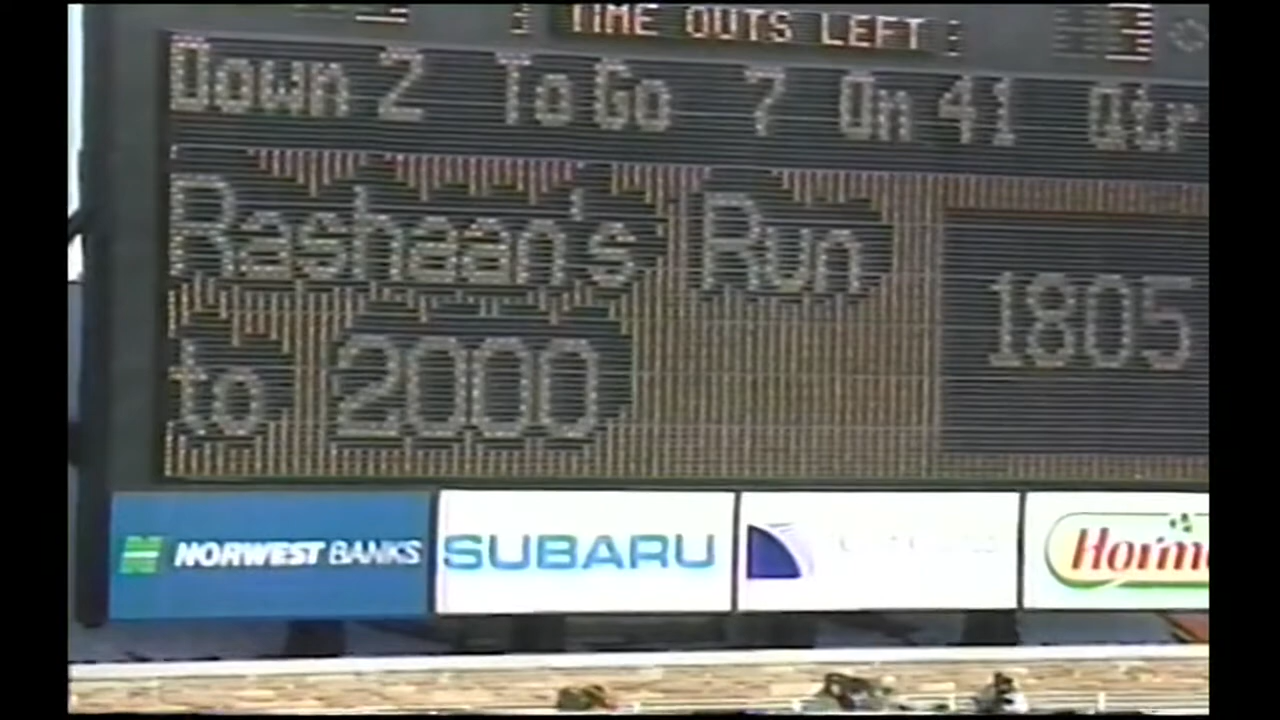 TIME OUTS LEFT
Down 2 To Go 7 On 41 Qtr
Rashaan's Run
to 2000
1805
NORWEST BANKS
SUBARU
Horm